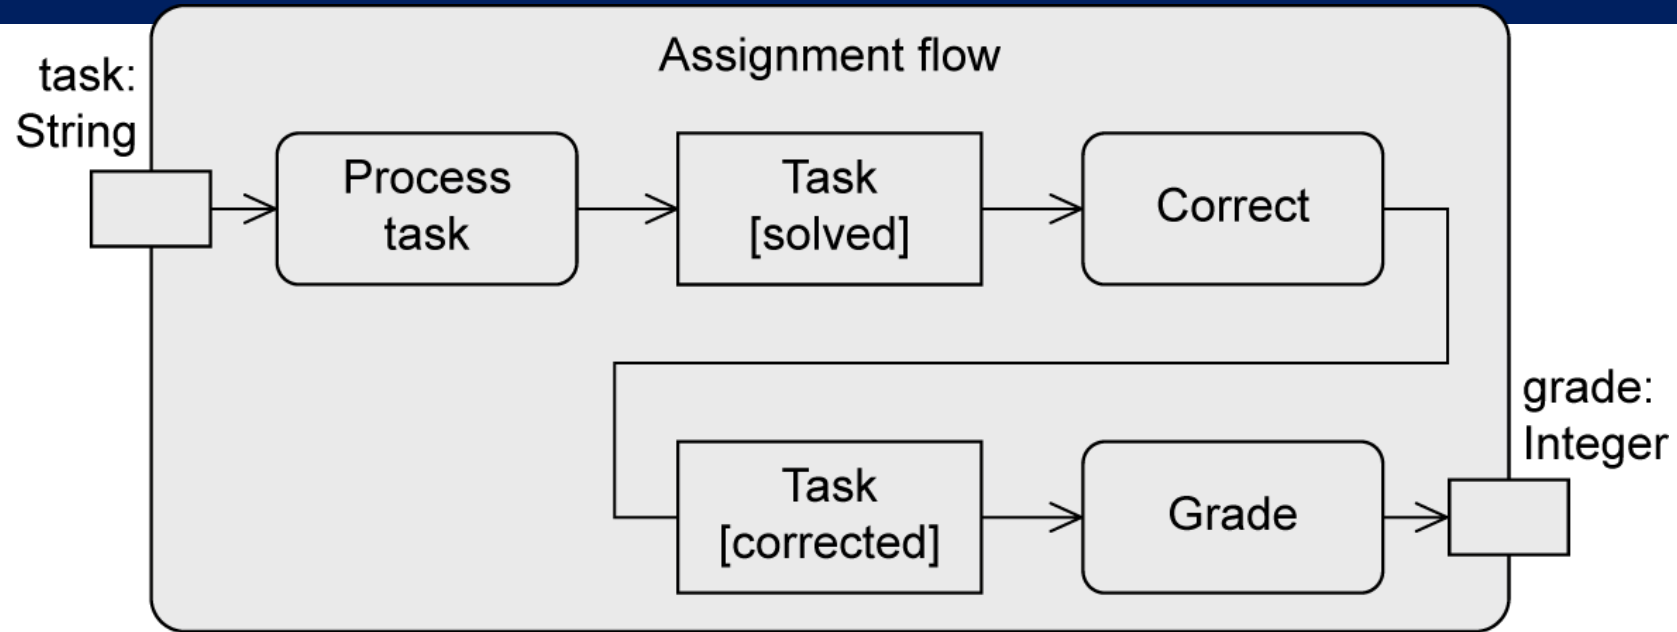 Assignment flow
task:
String
Process
task
Task
[solved]
Correct
Task
[corrected]
Grade
grade:
Integer